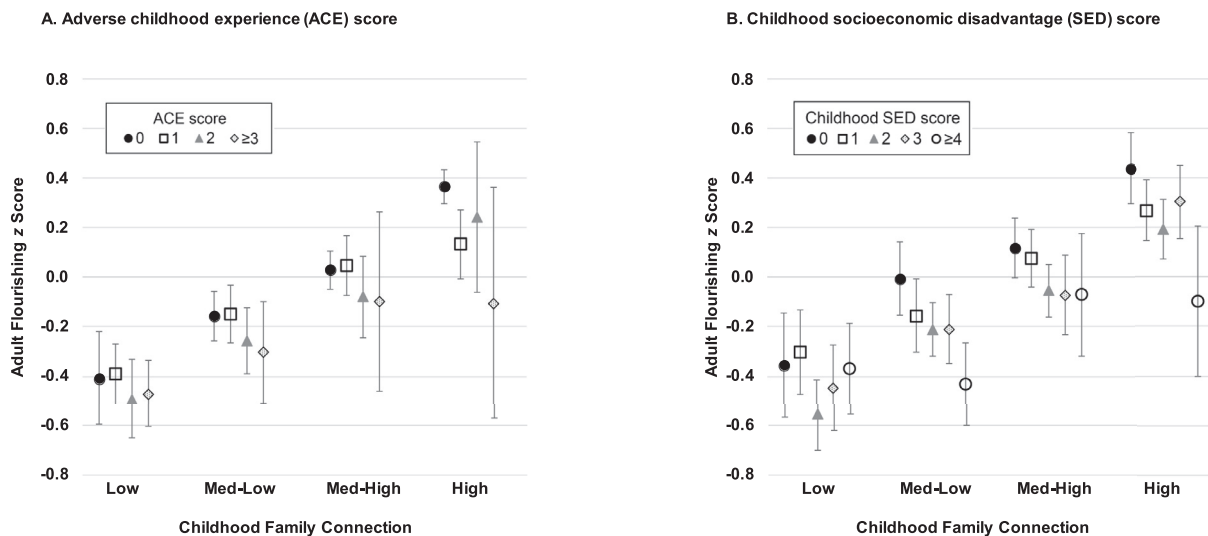 A. Adverse childhood experience (ACE) score
0.8
0.6
0.4
0.2
0.0
-0.2
-0.4
-0.6
-0.8
Adult Flourishing z Score
ACE score
0 1 2 ≥3
Low Med-Low Med-High High
Childhood Family Connection
B. Childhood socioeconomic disadvantage (SED) score
0.8
0.6
0.4
0.2
0.0
-0.2
-0.4
-0.6
-0.8
Adult Flourishing z Score
Childhood SED score
0 1 2 3 ≥4
Low Med-Low Med-High High
Childhood Family Connection